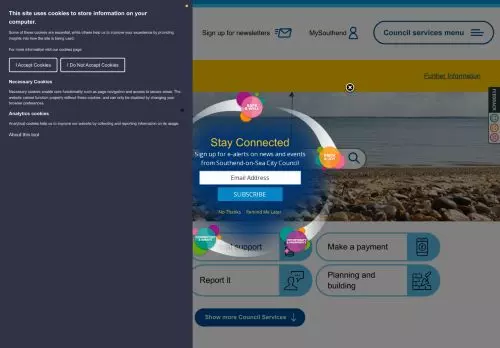 This site uses cookies to store information on your
computer.
Some of these cookies are essential, while others help us to improve your experience by providing
insights into how the site is being used.
For more information visit our cookies page
I Accept Cookies
I Do Not Accept Cookies
Necessary Cookies
Necessary cookies enable core functionality such as page navigation and access to secure areas. The
website cannot function properly without these cookies, and can only be disabled by changing your
browser preferences.
Analytics cookies
Analytical cookies help us to improve our website by collecting and reporting information on its usage.
About this tool
Sign up for newsletters
MySouthend
Council services menu
Further Information
FEEDBACK
Stay Connected
Sign up for e-alerts on news and events
from Southend-on-Sea City Council
Email Address
SUBSCRIBE
No Thanks
Remind Me Later
support
Make a payment
Report it
Planning and
building
Show more Council Services